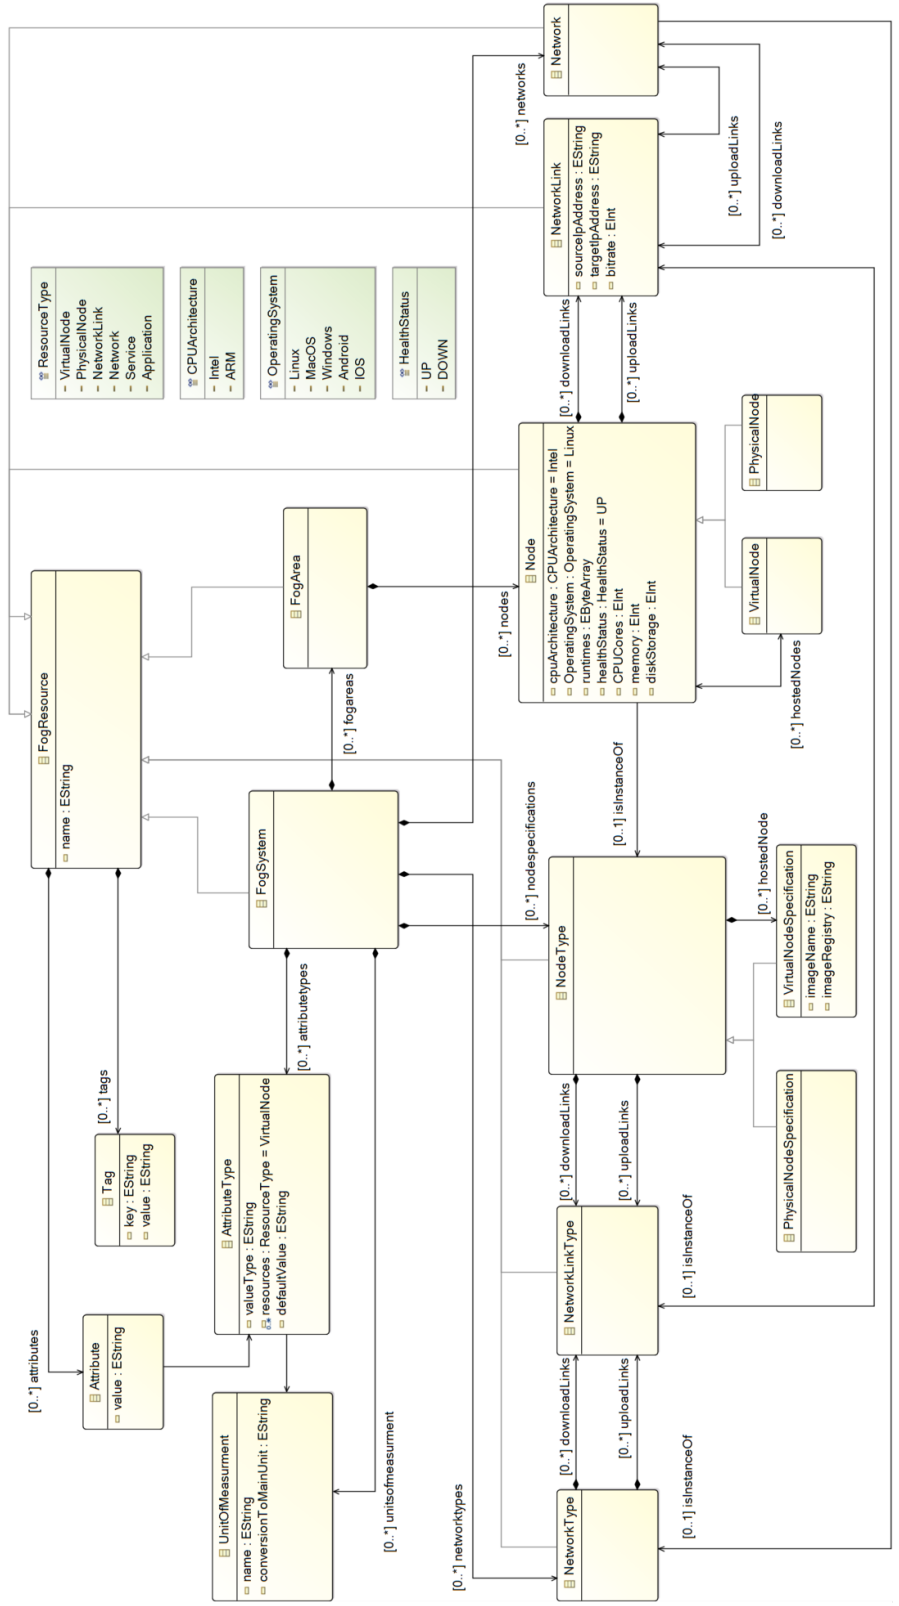 [0..*] attributes
[0..*] tags
FogResource
name : EString
ResourceType
VirtualNode
PhysicalNode
NetworkLink
Network
Service
Application
Attribute
value : EString
Tag
key : EString
value : EString
CPUArchitecture
Intel
ARM
UnitOfMeasurment
name : EString
conversionToMainUnit : EString
AttributeType
valueType : EString
0..* resources : ResourceType = VirtualNode
defaultValue : EString
[0..*] attributetypes
FogSystem
FogArea
OperatingSystem
Linux
MacOS
Windows
Android
IOS
[0..*] unitsofmeasurment
[0..*] fogareas
HealthStatus
UP
DOWN
[0..*] networktypes
[0..*] nodespecifications
[0..*] nodes
[0..*] networks
NetworkType
[0..*] downloadLinks
[0..*] uploadLinks
NetworkLinkType
[0..*] downloadLinks
[0..*] uploadLinks
NodeType
[0..1] isInstanceOf
Node
cpuArchitecture : CPUArchitecture = Intel
OperatingSystem : OperatingSystem = Linux
runtimes : EByteArray
healthStatus : HealthStatus = UP
CPUCores : EInt
memory : EInt
diskStorage : EInt
[0..*] downloadLinks
[0..*] uploadLinks
NetworkLink
sourceIpAddress : EString
targetIpAddress : EString
bitrate : EInt
Network
[0..1] isInstanceOf
[0..1] isInstanceOf
[0..*] uploadLinks
[0..*] downloadLinks
PhysicalNodeSpecification
VirtualNodeSpecification
imageName : EString
imageRegistry : EString
[0..*] hostedNode
[0..*] hostedNodes
VirtualNode
PhysicalNode